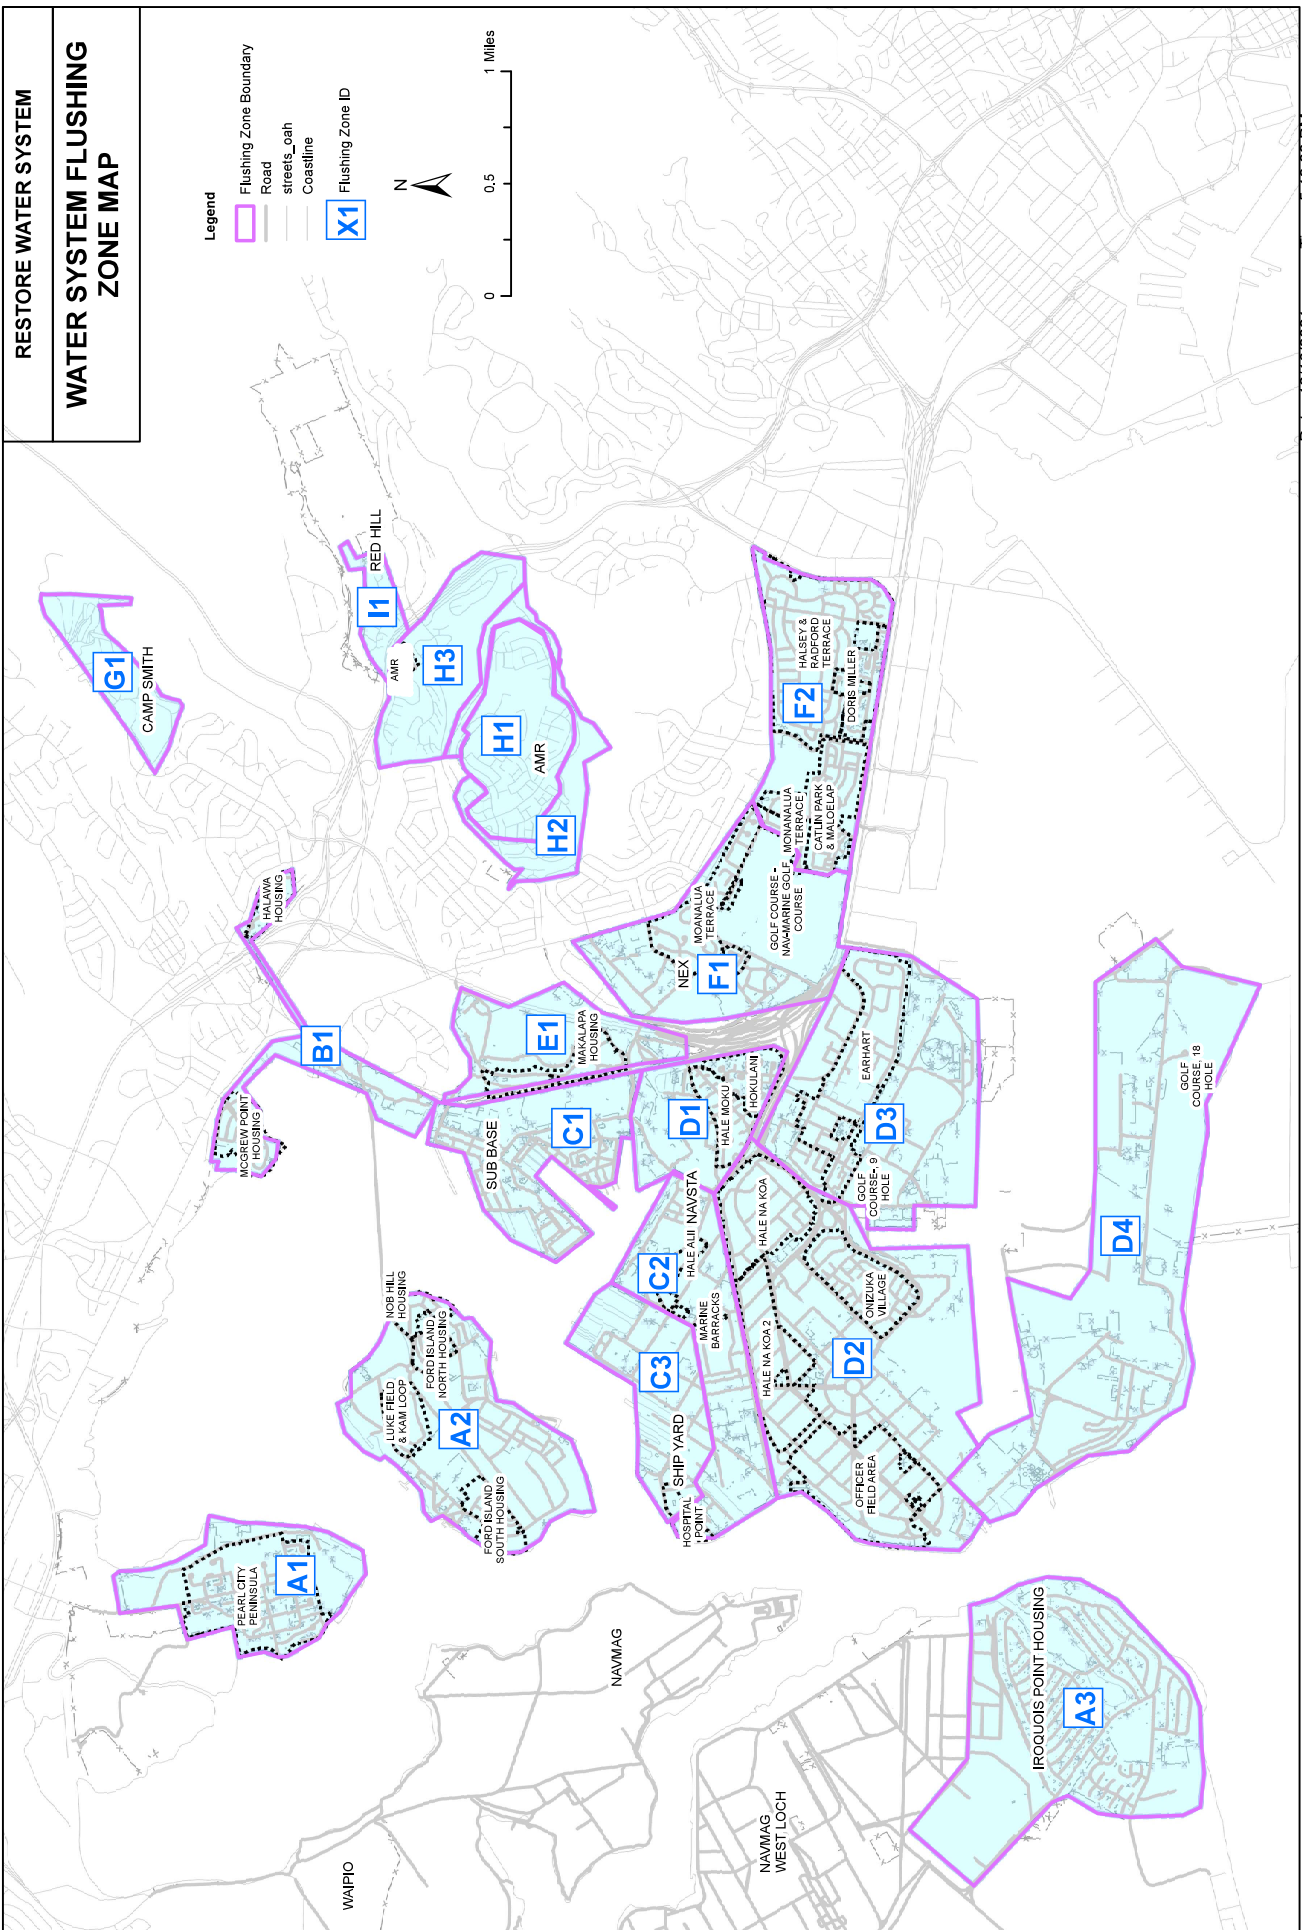 RESTORE WATER SYSTEM
WATER SYSTEM FLUSHING
ZONE MAP
Legend
Flushing Zone Boundary
Road
streets_oah
Coastline
X1
Flushing Zone ID
N
0
0.5
1 Miles
G1
CAMP SMITH
I1
RED HILL
AMR
H3
H1
AMR
H2
HALAWA
HOUSING
B1
MCGREW POINT
HOUSING
E1
MAKALAPA
HOUSING
SUB BASE
C1
D1
HALE MOKU
HOKULANI
NEX
F1
MOANALUA
TERRACE
GOLF COURSE -
NAV-MARINE GOLF
COURSE
MONANALUA
TERRACE
CATLIN PARK
& MALOELAP
F2
HALSEY &
RADFORD
TERRACE
DORIS MILLER
EARHART
D3
GOLF
COURSE-, 9
HOLE
GOLF
COURSE, 18
HOLE
D4
NAVSTA
HALE ALII
C2
MARINE
BARRACKS
C3
SHIP YARD
HOSPITAL
POINT
HALE NA KOA
HALE NA KOA 2
ONIZUKA
VILLAGE
D2
OFFICER
FIELD AREA
NOB HILL
HOUSING
FORD ISLAND
NORTH HOUSING
LUKE FIELD
& KAM LOOP
A2
FORD ISLAND
SOUTH HOUSING
PEARL CITY
PENINSULA
A1
NAVMAG
WAIPIO
NAVMAG
WEST LOCH
IROQUOIS POINT HOUSING
A3